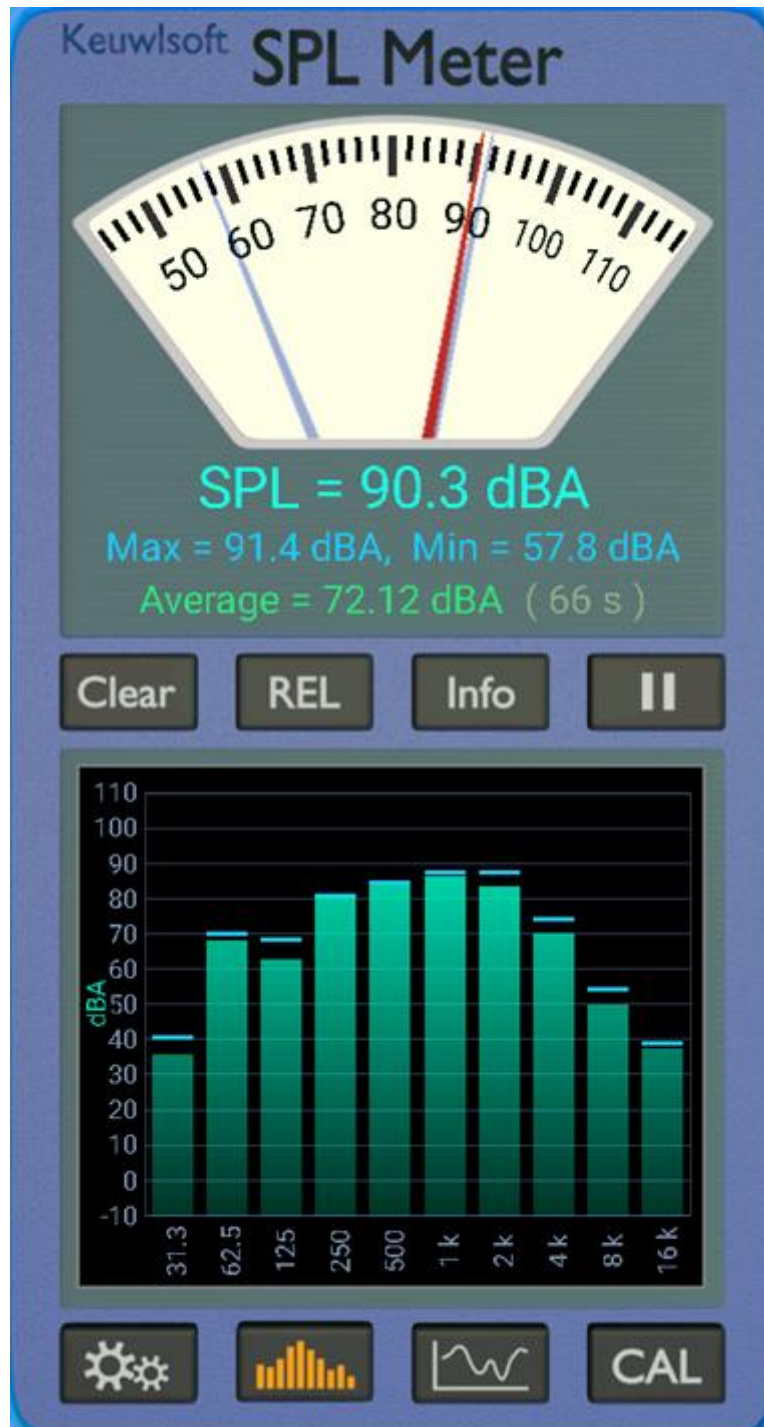 Keuwlsoft SPL Meter
50 60 70 80 90 100 110
SPL = 90.3 dBA
Max = 91.4 dBA, Min = 57.8 dBA
Average = 72.12 dBA ( 66 s )
Clear REL Info
110
100
90
80
70
60
50
40
30
20
10
0
-10
dBA
31.3 62.5 125 250 500 1 k 2 k 4 k 8 k 16 k
CAL